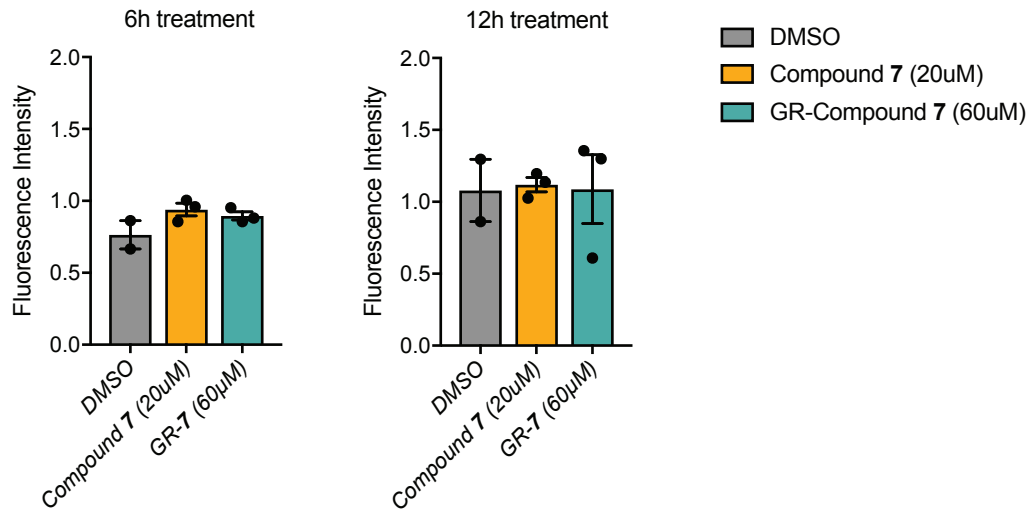 6h treatment
Fluorescence Intensity
2.0
1.5
1.0
0.5
0.0
DMSO
Compound 7 (20uM)
GR-7 (60µM)
12h treatment
Fluorescence Intensity
2.0
1.5
1.0
0.5
0.0
DMSO
Compound 7 (20uM)
GR-7 (60µM)
DMSO
Compound 7 (20uM)
GR-Compound 7 (60uM)